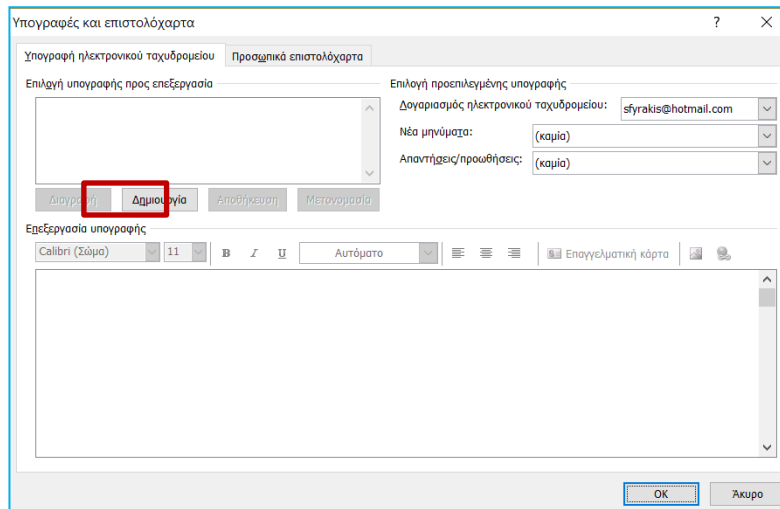 Υπογραφές και επιστολόχαρτα ?
Υπογραφή ηλεκτρονικού ταχυδρομείου Προσωπικά επιστολόχαρτα
Επιλογή υπογραφής προς επεξεργασία Επιλογή προεπιλεγμένης υπογραφής
Λογαριασμός ηλεκτρονικού ταχυδρομείου: sfyrakis@hotmail.com
Νέα μηνύματα: (καμία)
Απαντήσεις/προωθήσεις: (καμία)
Διαγραφή Δημιουργία Αποθήκευση Μετονομασία
Επεξεργασία υπογραφής
Calibri (Σώμα) 11 B I U Αυτόματο Επαγγελματική κάρτα
OK Άκυρο